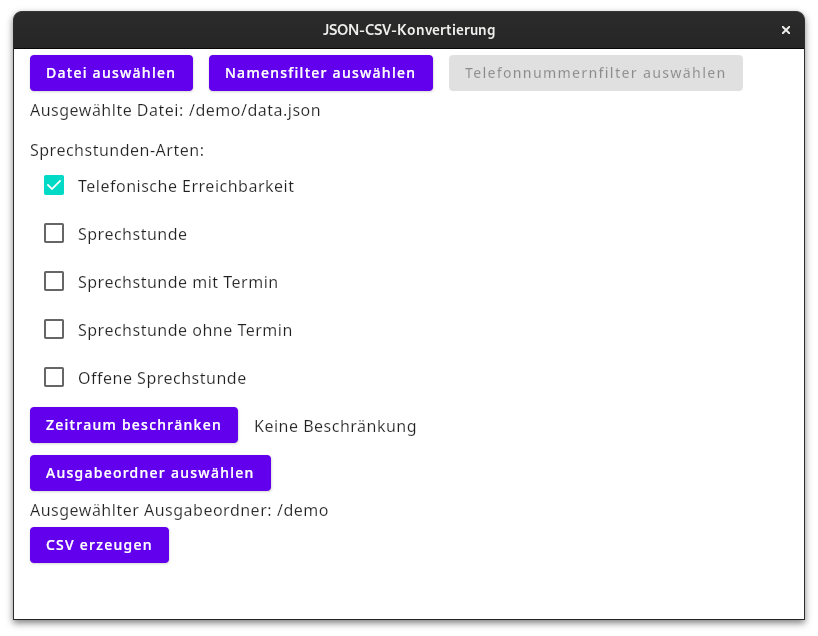 JSON-CSV-Konvertierung
Datei auswählen Namensfilter auswählen Telefonnummernfilter auswählen
Ausgewählte Datei: /demo/data.json
Sprechstunden-Arten:
Telefonische Erreichbarkeit
Sprechstunde
Sprechstunde mit Termin
Sprechstunde ohne Termin
Offene Sprechstunde
Zeitraum beschränken Keine Beschränkung
Ausgabeordner auswählen
Ausgewählter Ausgabeordner: /demo
CSV erzeugen